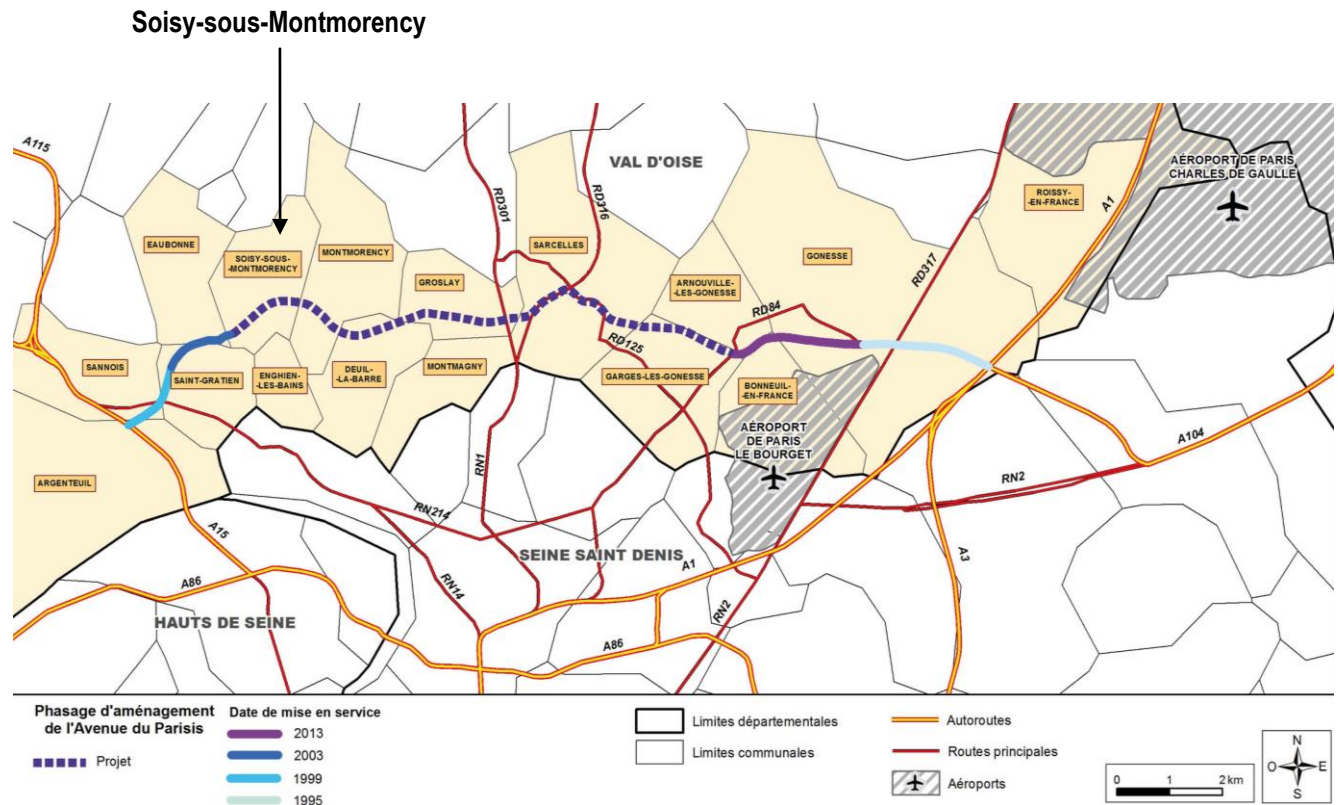 Soisy-sous-Montmorency
A115
VAL D'OISE
AÉROPORT DE PARIS
CHARLES DE GAULLE
ROISSY-
-EN-FRANCE
A1
RD301
RD316
EAUBONNE
SOISY-SOUS-
-MONTMORENCY
MONTMORENCY
SARCELLES
GONESSE
GROSLAY
ARNOUVILLE-
-LES-GONESSE
RD317
RD84
RD125
SANNOIS
SAINT-GRATIEN
ENGHIEN-
-LES-BAINS
DEUIL-
-LA-BARRE
MONTMAGNY
GARGES-LES-GONESSE
BONNEUIL-
-EN-FRANCE
AÉROPORT
DE PARIS
LE BOURGET
A104
ARGENTEUIL
RN1
RN2
RN214
A15
SEINE SAINT DENIS
A1
A3
A86
RN14
RN2
HAUTS DE SEINE
A86
Phasage d'aménagement
de l'Avenue du Parisis
Projet
Date de mise en service
2013
2003
1999
1995
Limites départementales
Limites communales
Autoroutes
Routes principales
Aéroports
0 1 2 km
N
O E
S